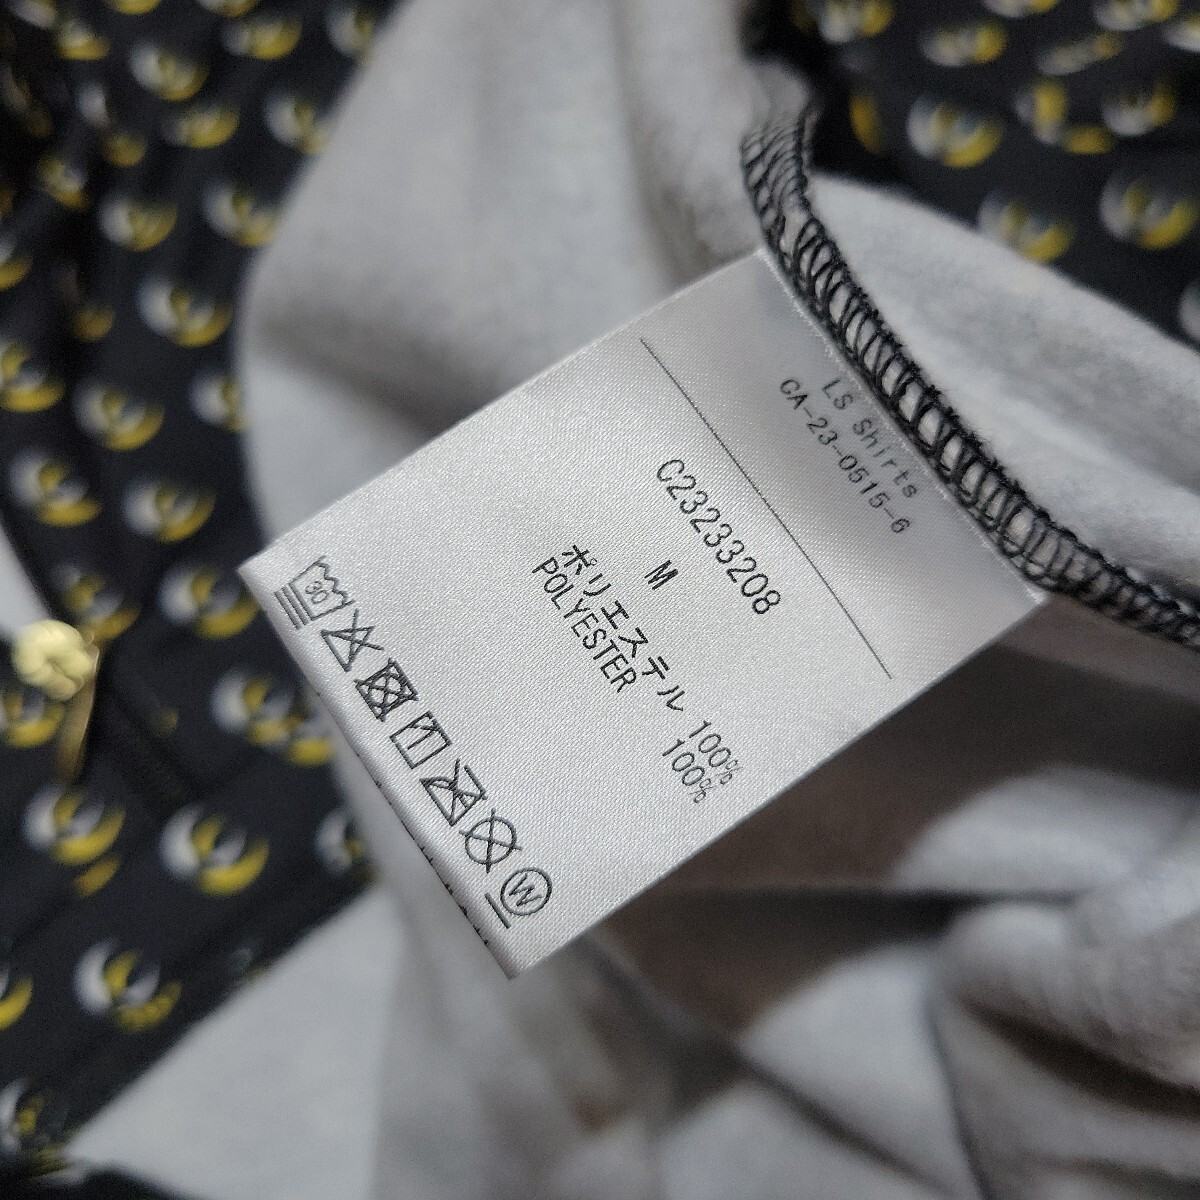 LS Shirts
CA-23-0515-6
C23233208
M
ポリエステル 100%
POLYESTER 100%
30
W